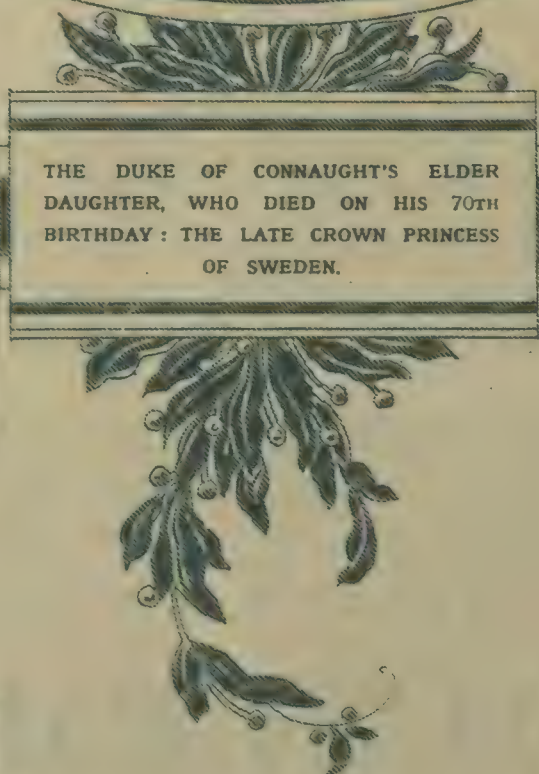 THE DUKE OF CONNAUGHT'S ELDER
DAUGHTER, WHO DIED ON HIS 70TH
BIRTHDAY: THE LATE CROWN PRINCESS
OF SWEDEN.